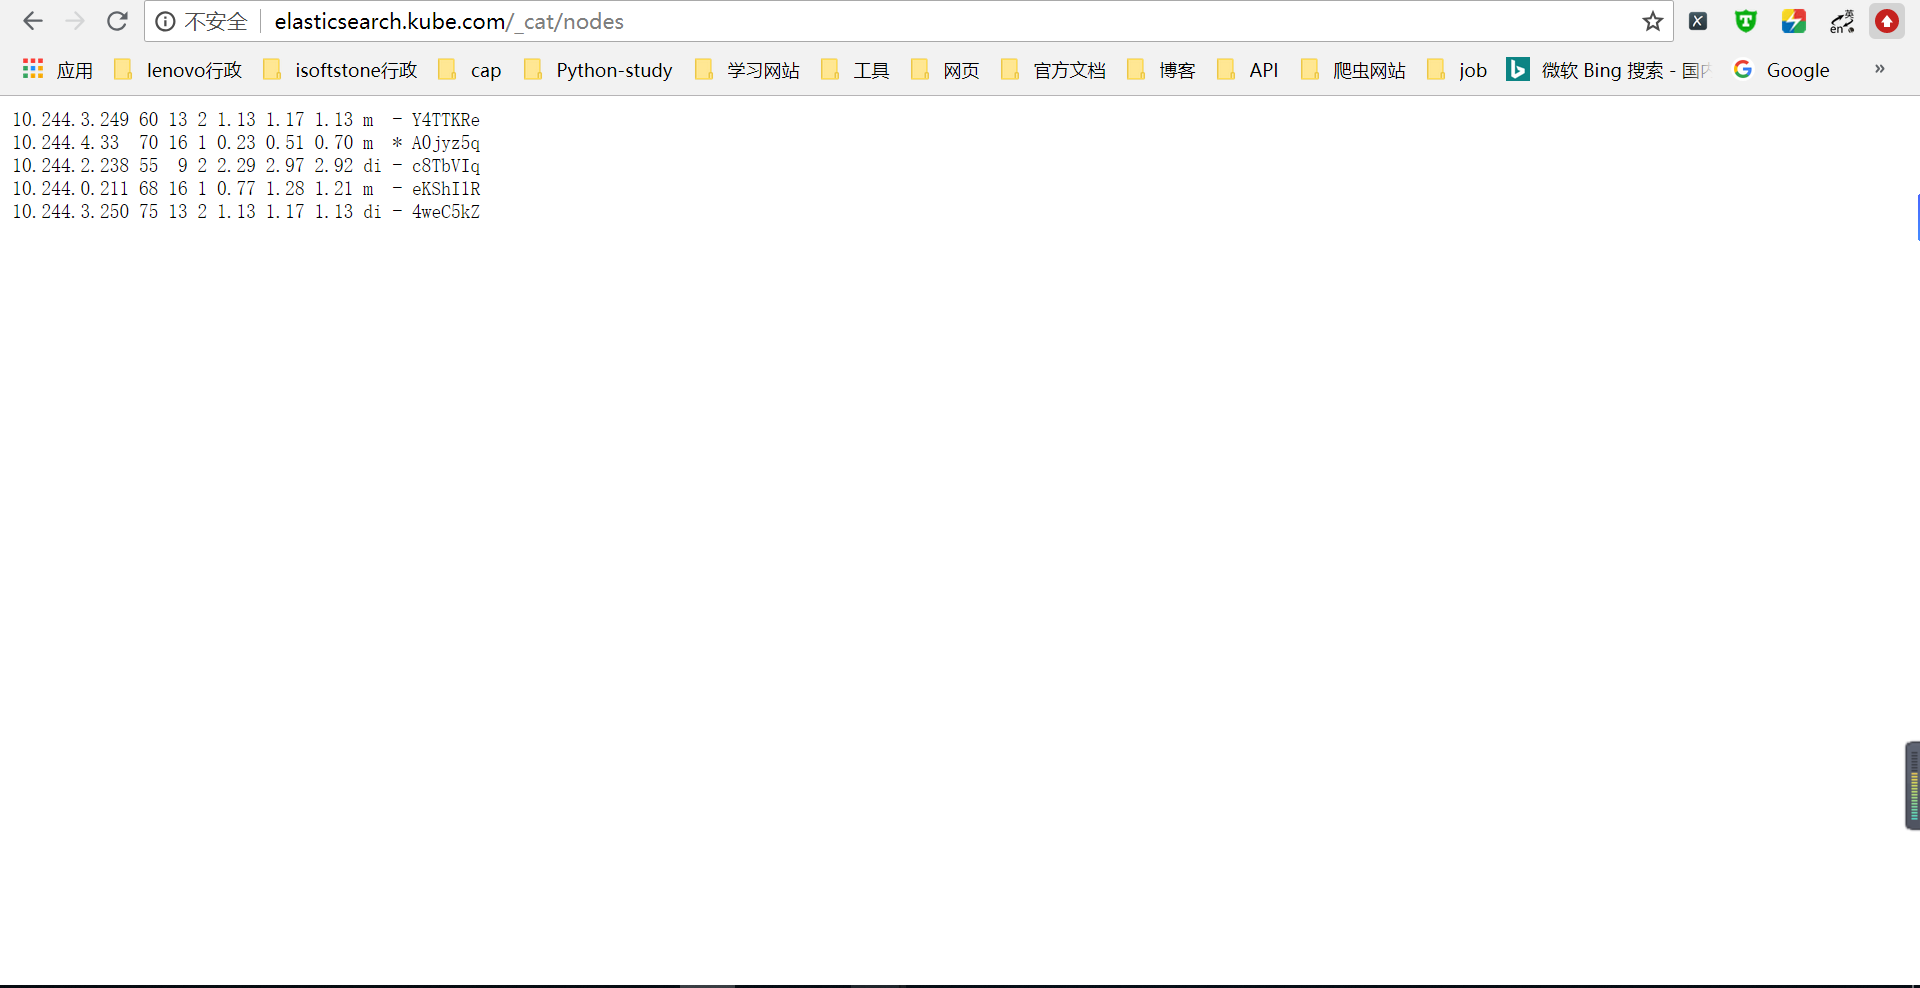 不安全 elasticsearch.kube.com/_cat/nodes
应用 lenovo行政 isoftstone行政 cap Python-study 学习网站 工具 网页 官方文档 博客 API 爬虫网站 job 微软 Bing 搜索 - 国内 Google »
10.244.3.249 60 13 2 1.13 1.17 1.13 m  - Y4TTKRe
10.244.4.33  70 16 1 0.23 0.51 0.70 m  * A0jyz5q
10.244.2.238 55  9 2 2.29 2.97 2.92 di - c8TbVIq
10.244.0.211 68 16 1 0.77 1.28 1.21 m  - eKShI1R
10.244.3.250 75 13 2 1.13 1.17 1.13 di - 4weC5kZ